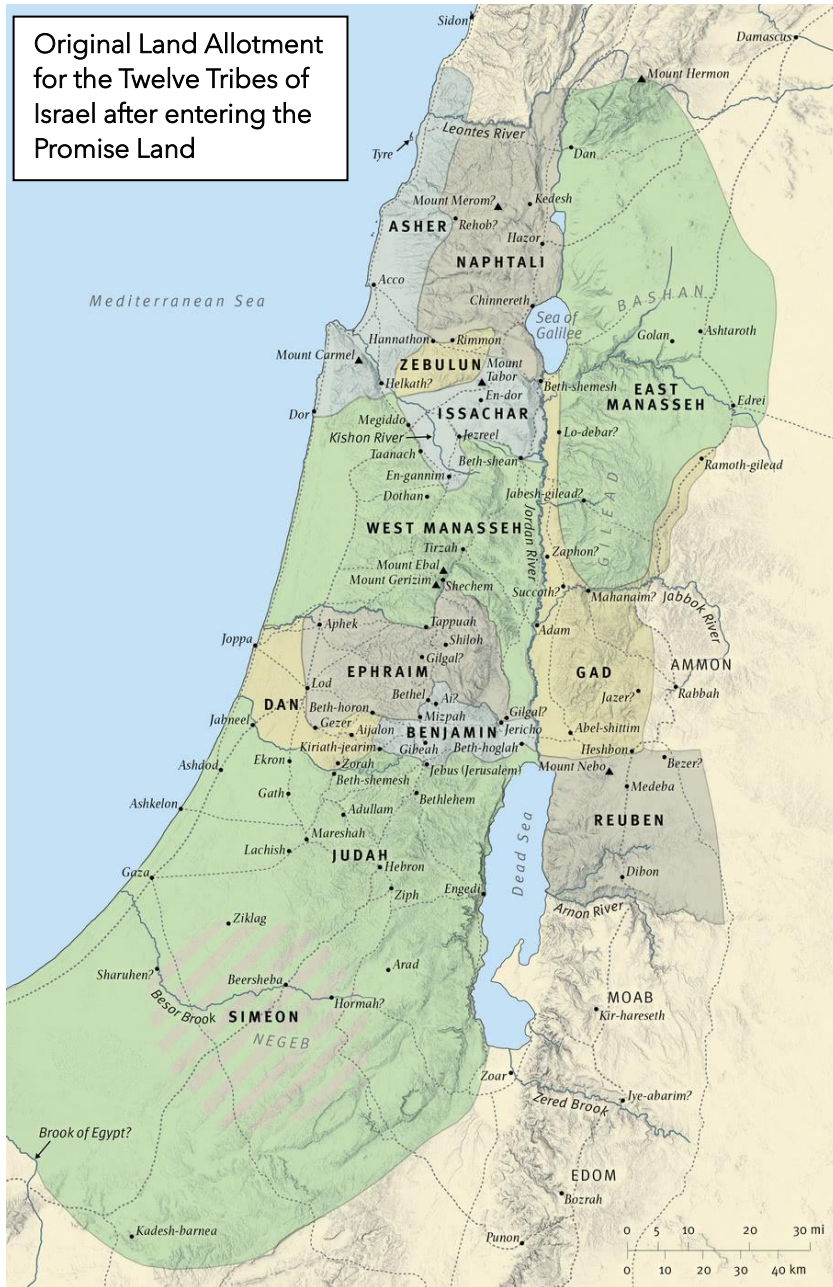 Original Land Allotment
for the Twelve Tribes of
Israel after entering the
Promise Land
Sidon
Damascus
Mount Hermon
Leontes River
Tyre
Dan
Mount Merom?
Kedesh
ASHER
Rehob?
Hazor
NAPHTALI
Acco
Mediterranean Sea
Chinnereth
BASHAN
Sea of
Galilee
Golan
Ashtaroth
Hannathon
Rimmon
Mount Carmel
ZEBULUN
Mount
Tabor
Helkath?
En-dor
Beth-shemesh
EAST
MANASSEH
Edrei
Dor
ISSACHAR
Megiddo
Kishon River
Jezreel
Lo-debar?
Taanach
Beth-shean
Ramoth-gilead
En-gannim
Dothan
Jabesh-gilead?
GILEAD
WEST MANASSEH
Jordan River
Tirzah
Zaphon?
Mount Ebal
Mount Gerizim
Shechem
Succoth?
Mahanaim?
Jabbok River
Aphek
Tappuah
Adam
Joppa
Shiloh
Gilgal?
EPHRAIM
GAD
AMMON
Lod
Bethel
Ai?
Jazer?
Rabbah
DAN
Beth-horon
Mizpah
Gilgal?
Jabneel
Gezer
Aijalon
BENJAMIN
Jericho
Abel-shittim
Kiriath-jearim
Gibeah
Beth-hoglah
Heshbon
Ekron
Zorah
Jebus (Jerusalem)
Mount Nebo
Bezer?
Ashdod
Beth-shemesh
Medeba
Gath
Bethlehem
Ashkelon
Adullam
REUBEN
Mareshah
Lachish
JUDAH
Dead Sea
Hebron
Gaza
Dibon
Ziph
Engedi
Arnon River
Ziklag
Arad
Sharuhen?
Beersheba
Hormah?
MOAB
Besor Brook
SIMEON
Kir-hareseth
NEGEB
Zoar
Zered Brook
Iye-abarim?
Brook of Egypt?
EDOM
Bozrah
Kadesh-barnea
Punon
0 5 10 20 30 mi
0 10 20 30 40 km